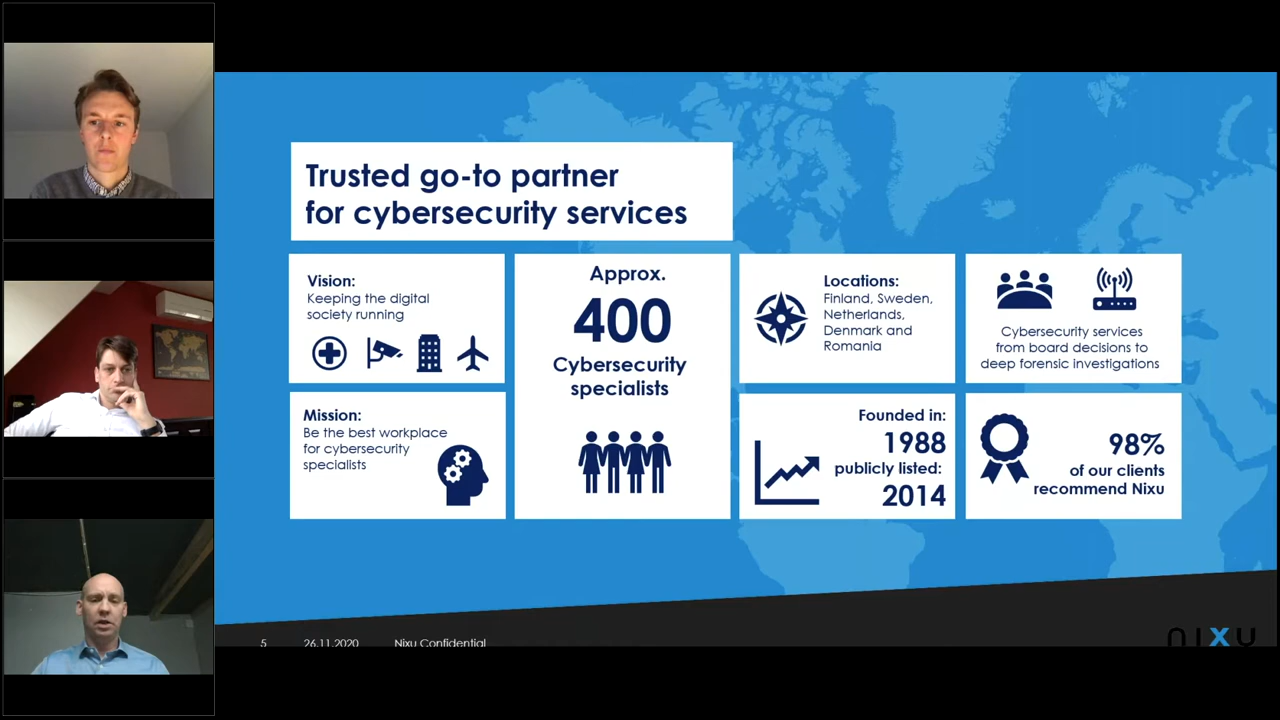 Trusted go-to partner
for cybersecurity services
Vision:
Keeping the digital
society running
Mission:
Be the best workplace
for cybersecurity
specialists
Approx.
400
Cybersecurity
specialists
Locations:
Finland, Sweden,
Netherlands,
Denmark and
Romania
Founded in:
1988
publicly listed:
2014
Cybersecurity services
from board decisions to
deep forensic investigations
98%
of our clients
recommend Nixu
5
26.11.2020
Nixu Confidential
nixu